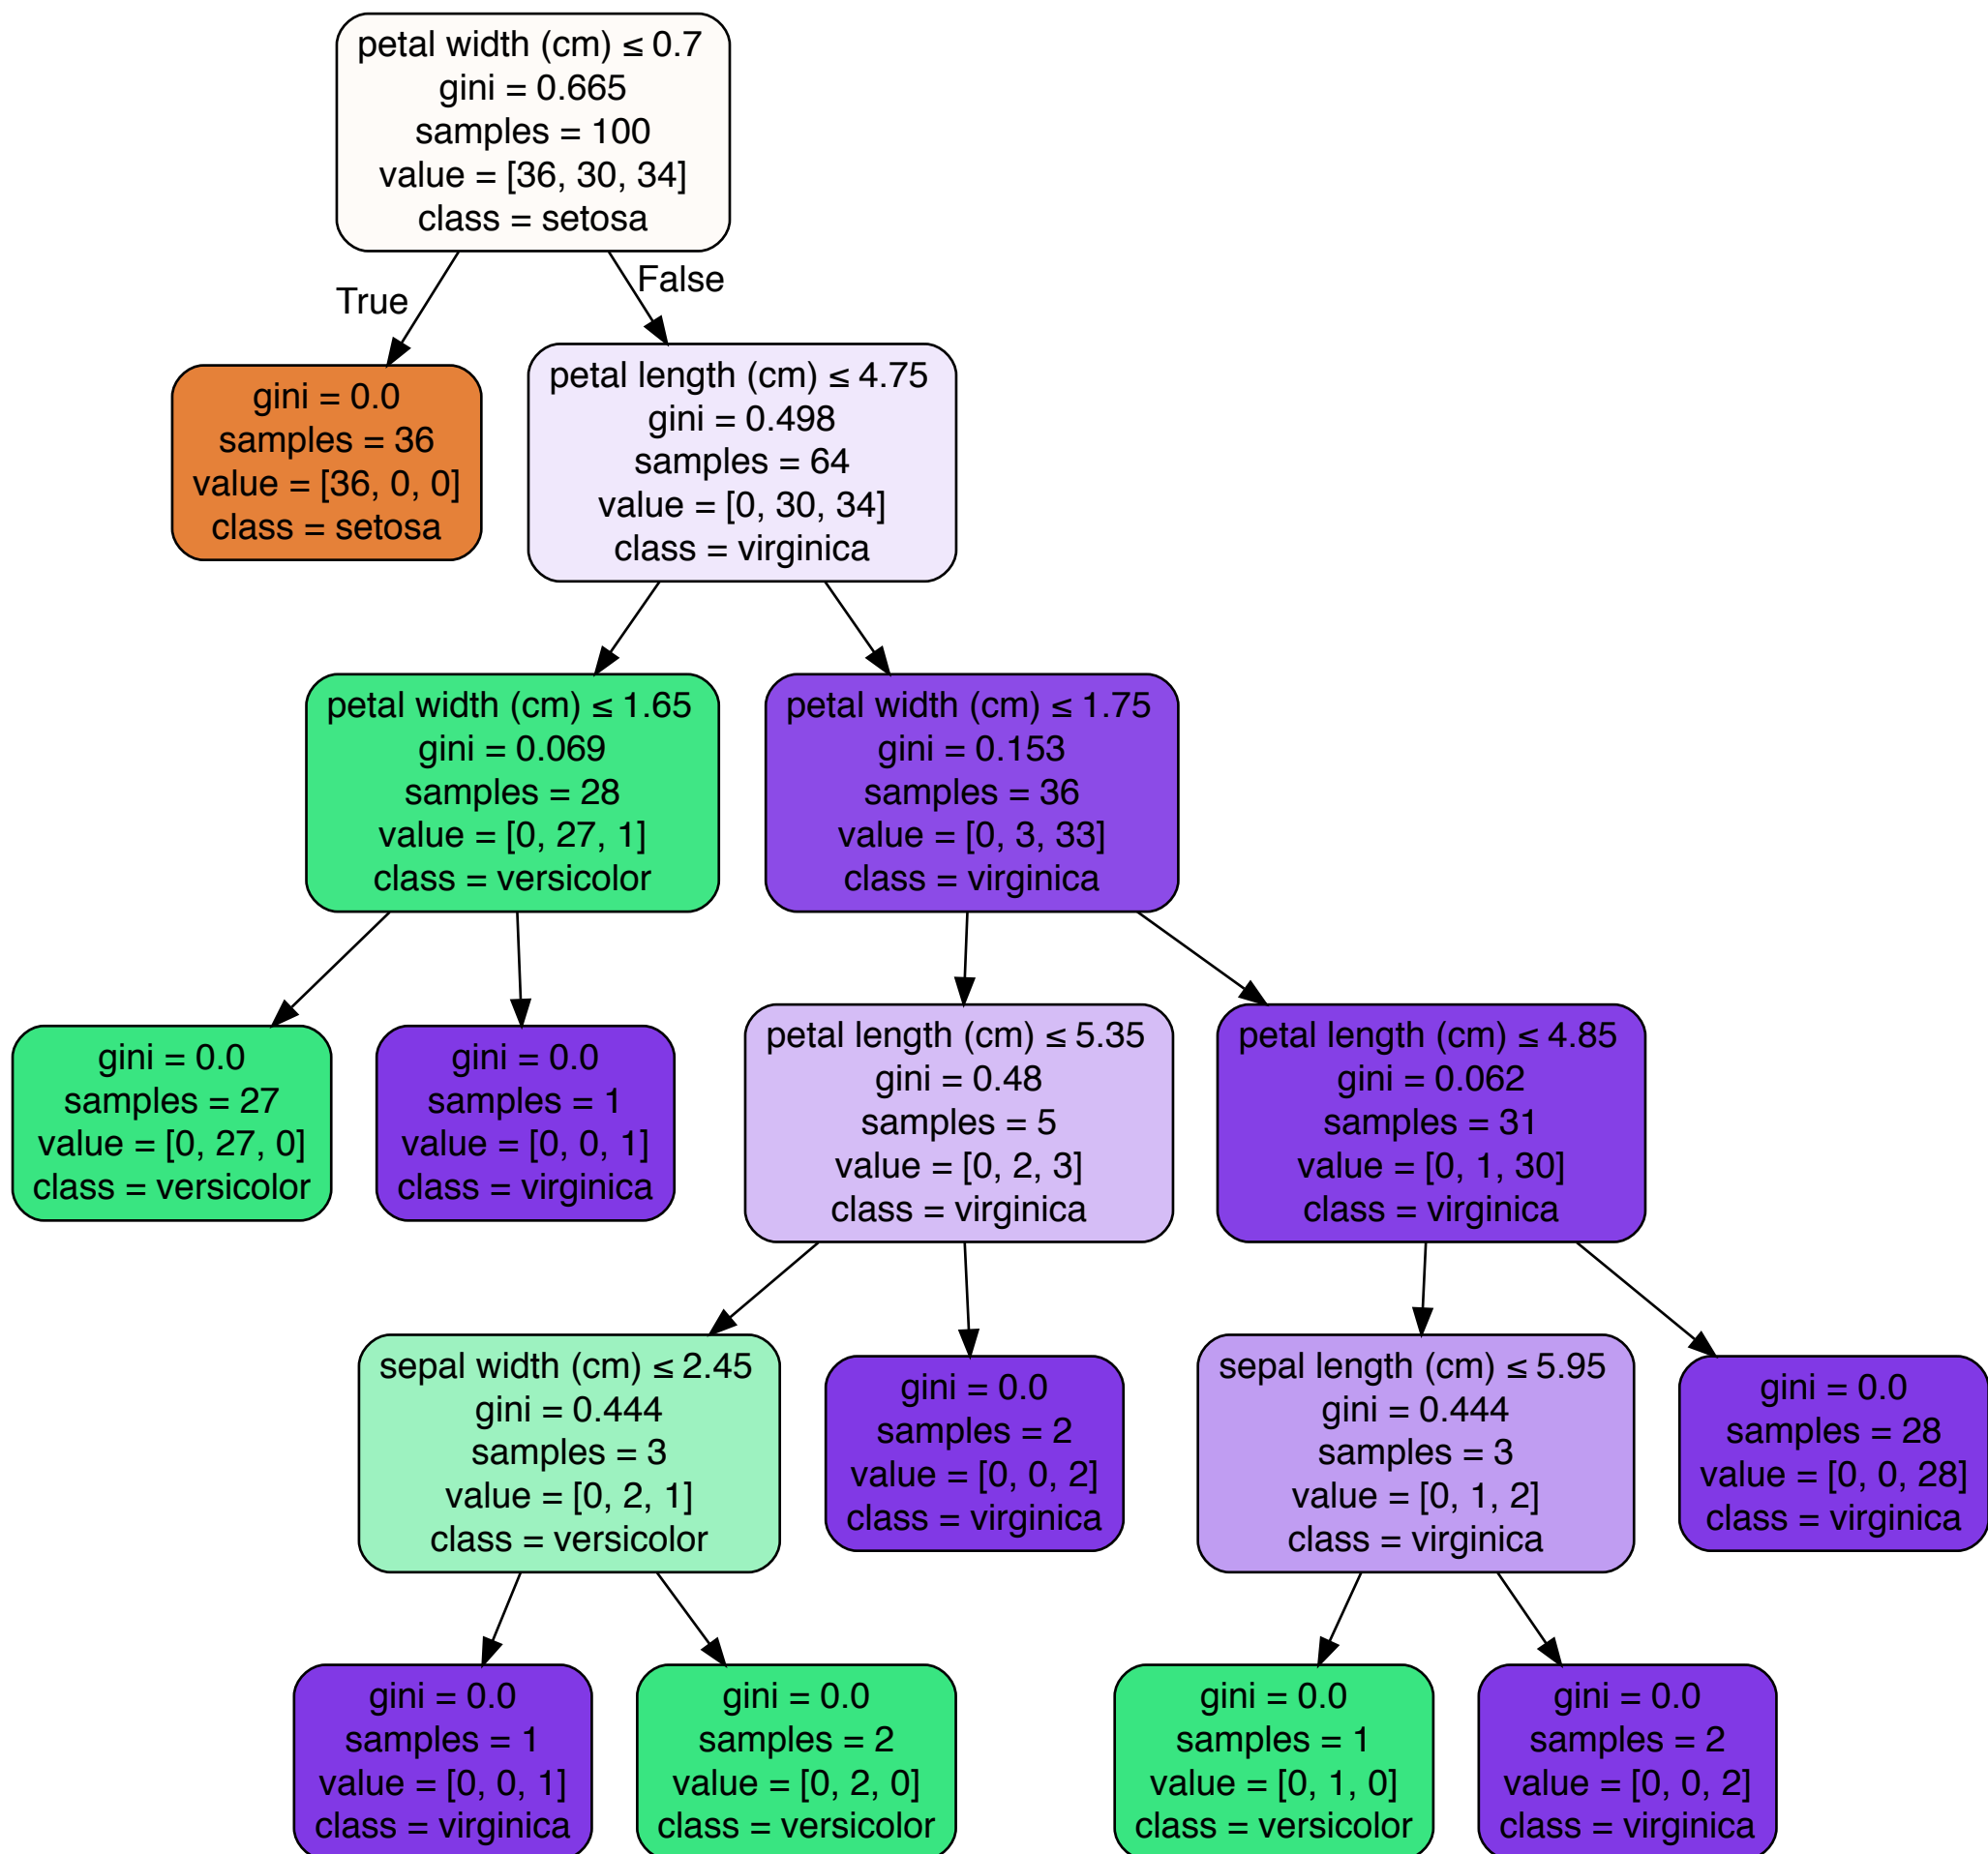 petal width (cm) ≤ 0.7
gini = 0.665
samples = 100
value = [36, 30, 34]
class = setosa
True
False
gini = 0.0
samples = 36
value = [36, 0, 0]
class = setosa
petal length (cm) ≤ 4.75
gini = 0.498
samples = 64
value = [0, 30, 34]
class = virginica
petal width (cm) ≤ 1.65
gini = 0.069
samples = 28
value = [0, 27, 1]
class = versicolor
petal width (cm) ≤ 1.75
gini = 0.153
samples = 36
value = [0, 3, 33]
class = virginica
gini = 0.0
samples = 27
value = [0, 27, 0]
class = versicolor
gini = 0.0
samples = 1
value = [0, 0, 1]
class = virginica
petal length (cm) ≤ 5.35
gini = 0.48
samples = 5
value = [0, 2, 3]
class = virginica
petal length (cm) ≤ 4.85
gini = 0.062
samples = 31
value = [0, 1, 30]
class = virginica
sepal width (cm) ≤ 2.45
gini = 0.444
samples = 3
value = [0, 2, 1]
class = versicolor
gini = 0.0
samples = 2
value = [0, 0, 2]
class = virginica
sepal length (cm) ≤ 5.95
gini = 0.444
samples = 3
value = [0, 1, 2]
class = virginica
gini = 0.0
samples = 28
value = [0, 0, 28]
class = virginica
gini = 0.0
samples = 1
value = [0, 0, 1]
class = virginica
gini = 0.0
samples = 2
value = [0, 2, 0]
class = versicolor
gini = 0.0
samples = 1
value = [0, 1, 0]
class = versicolor
gini = 0.0
samples = 2
value = [0, 0, 2]
class = virginica